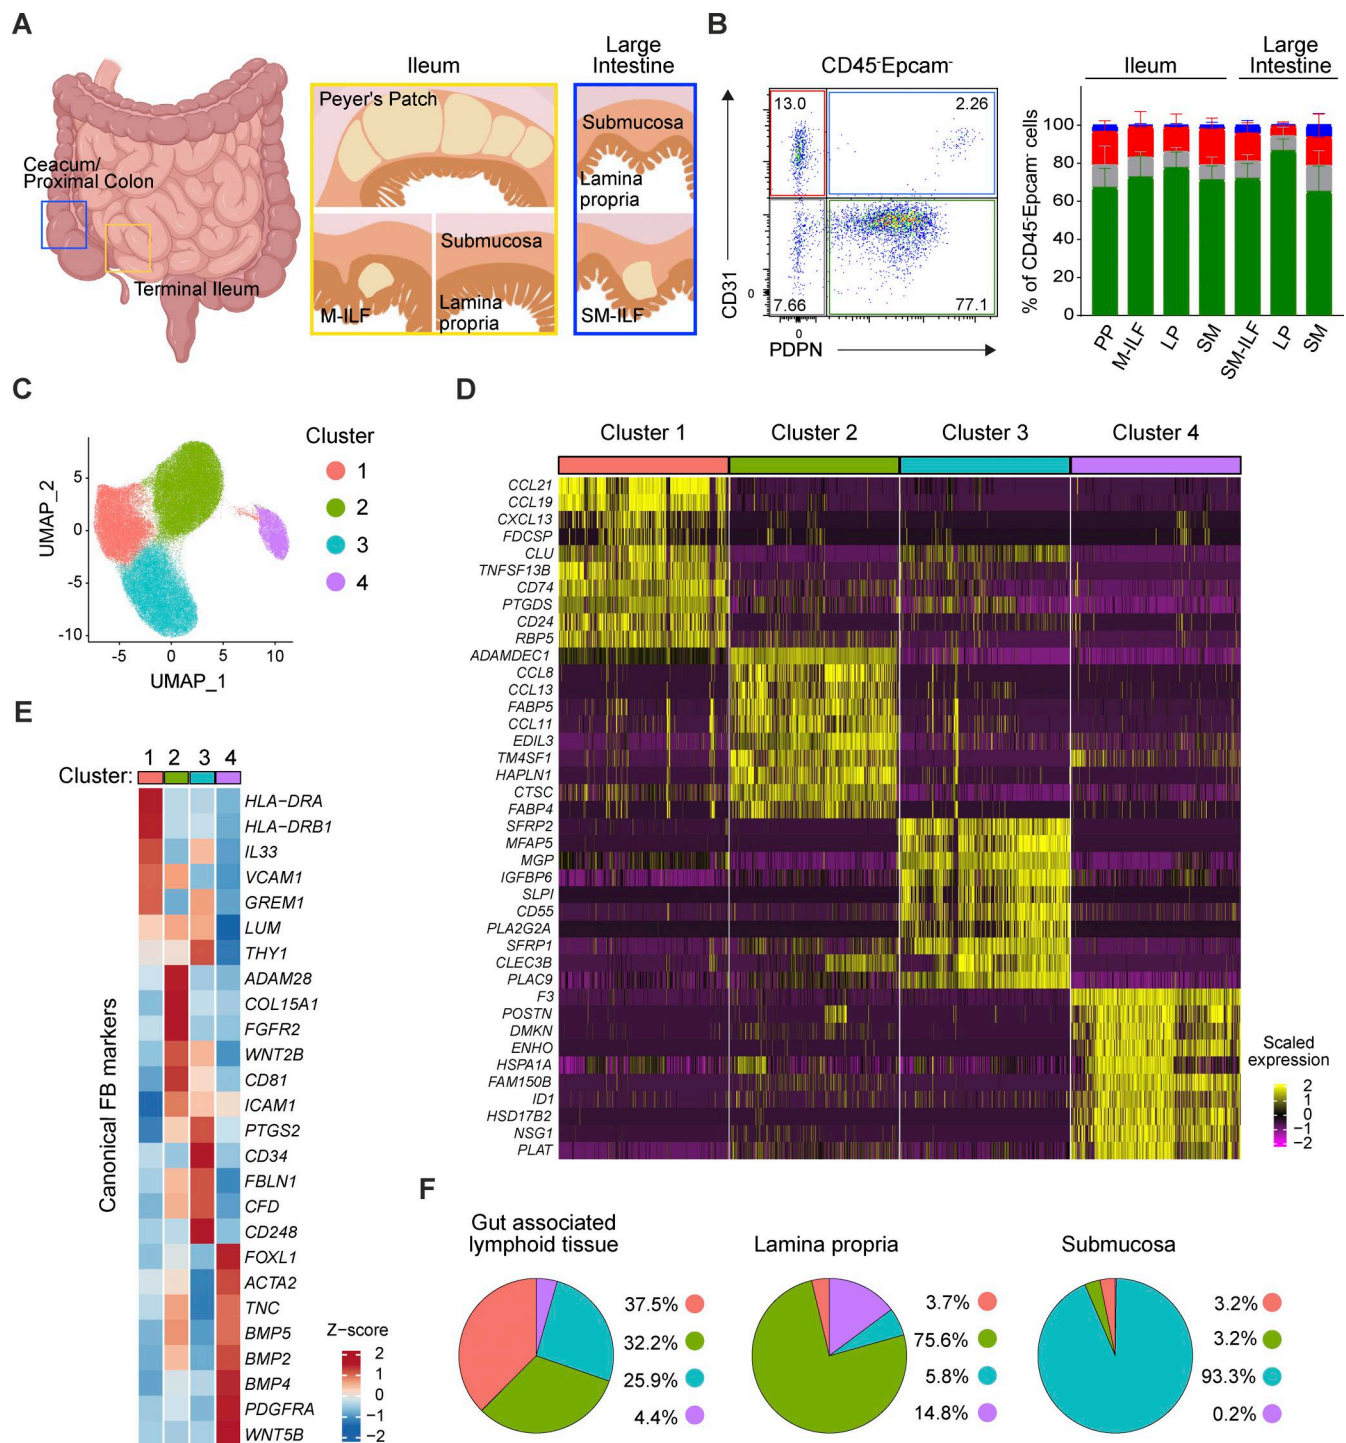 A
Ileum
Large
Intestine
Peyer's Patch
Submucosa
Lamina
propria
Ceacum/
Proximal Colon
Terminal Ileum
M-ILF
Submucosa
Lamina
propria
SM-ILF
B
CD45-Epcam-
13.0
2.26
7.66
77.1
CD31
0
0
PDPN
Ileum
Large
Intestine
% of CD45-Epcam- cells
100
80
60
40
20
0
PP
M-ILF
LP
SM
SM-ILF
LP
SM
C
UMAP_2
5
0
-5
-10
-5
0
5
10
UMAP_1
Cluster
1
2
3
4
D
Cluster 1
Cluster 2
Cluster 3
Cluster 4
CCL21
CCL19
CXCL13
FDCSP
CLU
TNFSF13B
CD74
PTGDS
CD24
RBP5
ADAMDEC1
CCL8
CCL13
FABP5
CCL11
EDIL3
TM4SF1
HAPLN1
CTSC
FABP4
SFRP2
MFAP5
MGP
IGFBP6
SLPI
CD55
PLA2G2A
SFRP1
CLEC3B
PLAC9
F3
POSTN
DMKN
ENHO
HSPA1A
FAM150B
ID1
HSD17B2
NSG1
PLAT
Scaled
expression
2
1
0
−1
−2
E
Cluster:
1
2
3
4
Canonical FB markers
HLA−DRA
HLA−DRB1
IL33
VCAM1
GREM1
LUM
THY1
ADAM28
COL15A1
FGFR2
WNT2B
CD81
ICAM1
PTGS2
CD34
FBLN1
CFD
CD248
FOXL1
ACTA2
TNC
BMP5
BMP2
BMP4
PDGFRA
WNT5B
Z−score
2
1
0
−1
−2
F
Gut associated
lymphoid tissue
37.5%
32.2%
25.9%
4.4%
Lamina propria
3.7%
75.6%
5.8%
14.8%
Submucosa
3.2%
3.2%
93.3%
0.2%